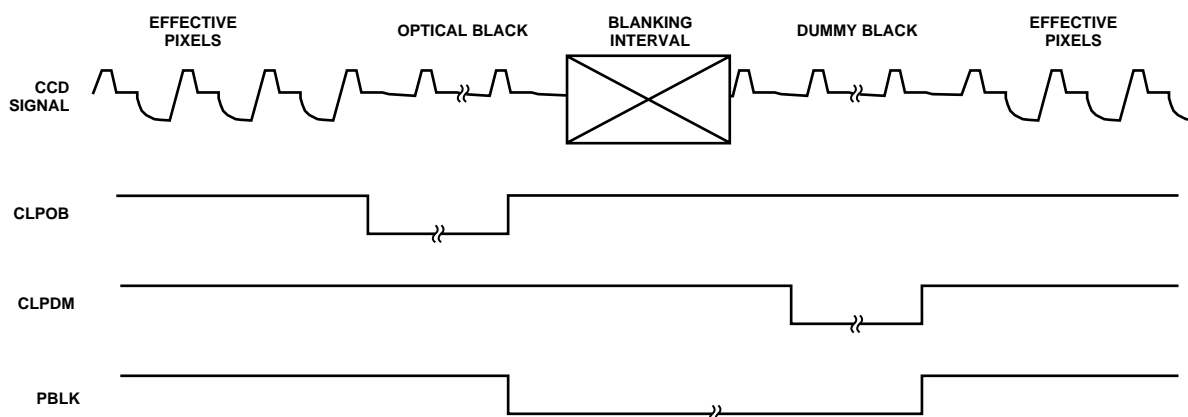 EFFECTIVE
PIXELS
OPTICAL BLACK
BLANKING
INTERVAL
DUMMY BLACK
EFFECTIVE
PIXELS
CCD
SIGNAL
CLPOB
CLPDM
PBLK